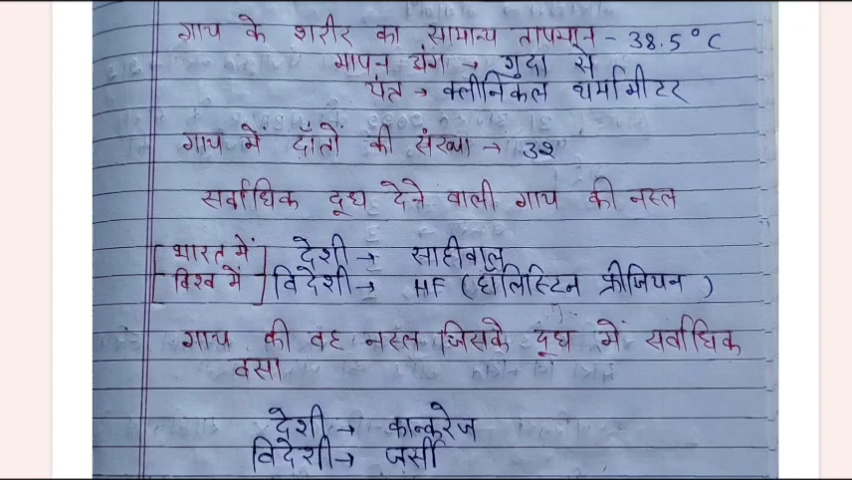 गाय के शरीर का सामान्य तापमान - 38.5°C
मापन अंग → गुदा से
यंत्र → क्लीनिकल थर्मामीटर
गाय में दाँतों की संख्या → 32
सर्वाधिक दूध देने वाली गाय की नस्ल
[भारत में] देशी → साहीवाल
[विश्व में] विदेशी → HF (हॉलिस्टिन फ्रीजियन)
गाय की वह नस्ल जिसके दूध में सर्वाधिक
वसा
देशी → कान्करेज
विदेशी → जर्सी